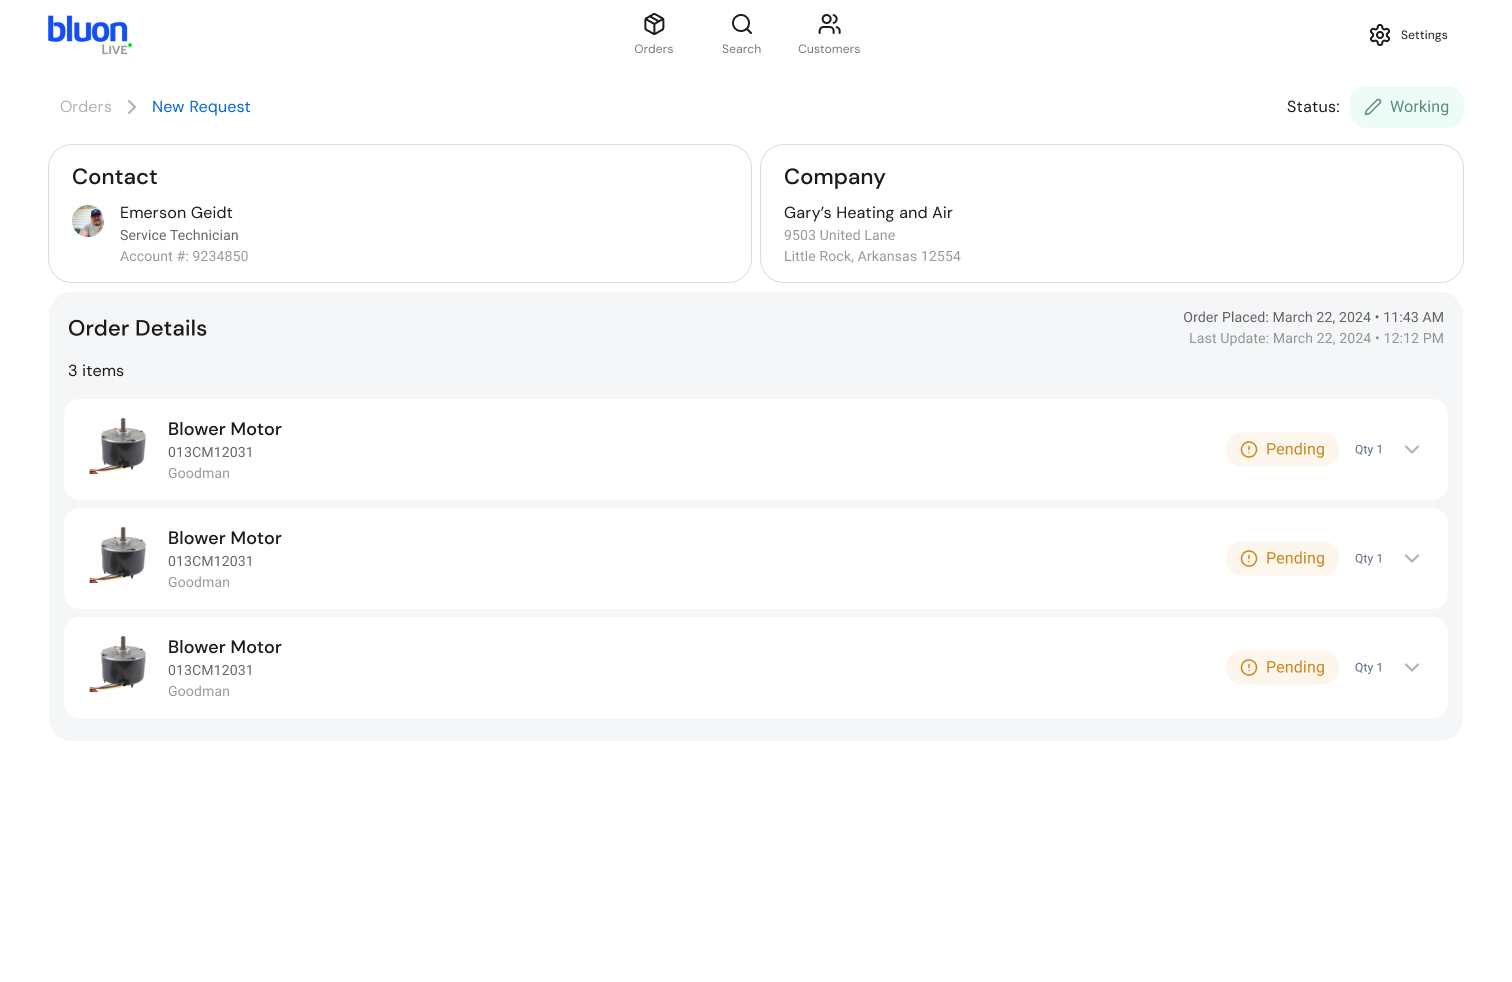 bluon
LIVE
Orders
Search
Customers
Settings
Orders
New Request
Status:
Working
Contact
Emerson Geidt
Service Technician
Account #: 9234850
Company
Gary’s Heating and Air
9503 United Lane
Little Rock, Arkansas 12554
Order Details
Order Placed: March 22, 2024 • 11:43 AM
Last Update: March 22, 2024 • 12:12 PM
3 items
Blower Motor
013CM12031
Goodman
Pending
Qty 1
Blower Motor
013CM12031
Goodman
Pending
Qty 1
Blower Motor
013CM12031
Goodman
Pending
Qty 1